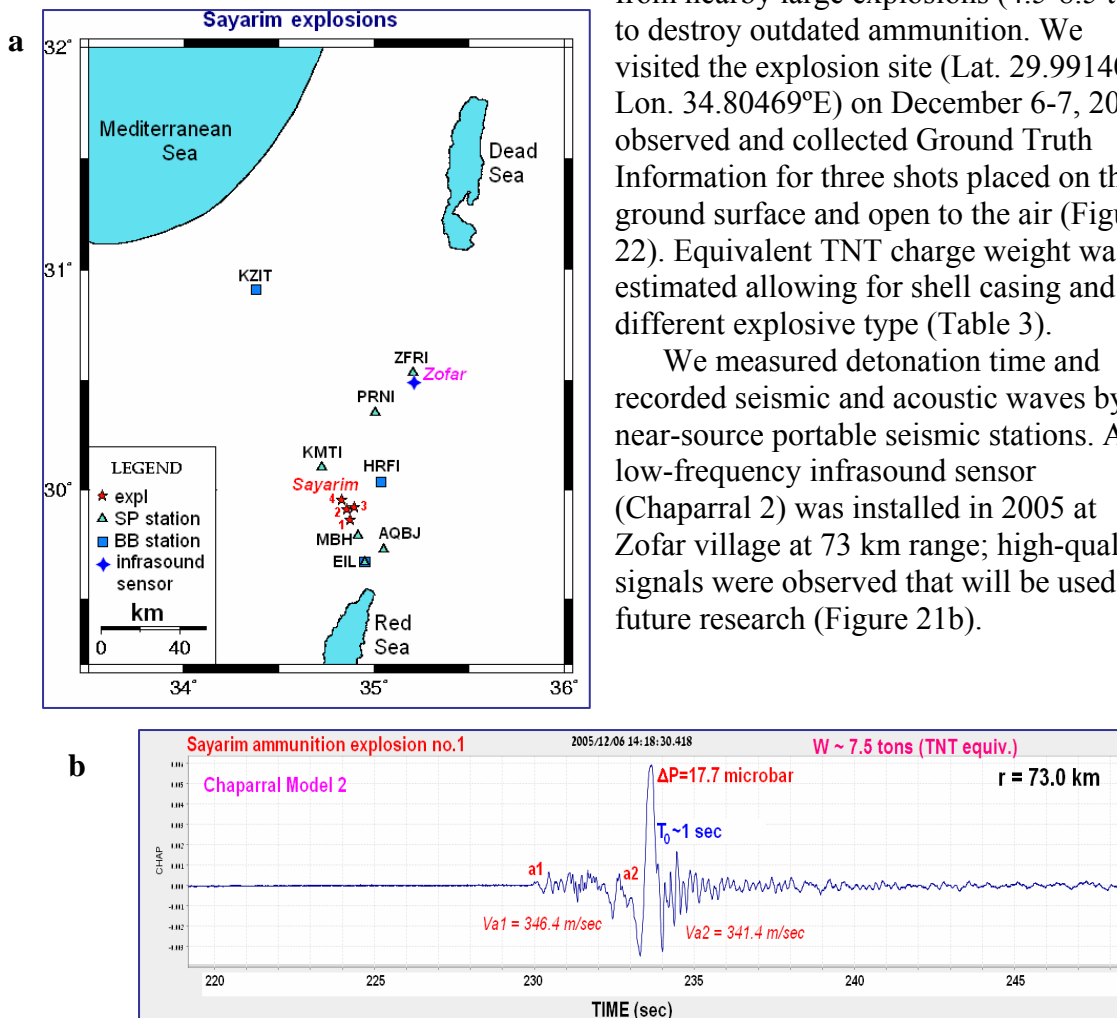 Sayarim explosions
a
32°
31°
30°
34°
35°
36°
Mediterranean
Sea
Dead
Sea
KZIT
ZFRI
Zofar
PRNI
KMTI
HRFI
Sayarim
4
3
2
1
MBH
AQBJ
EIL
Red
Sea
LEGEND
expl
SP station
BB station
infrasound
sensor
km
0 40
from nearby large explosions (4.5-8.5 t
to destroy outdated ammunition. We
visited the explosion site (Lat. 29.99140
Lon. 34.80469ºE) on December 6-7, 20
observed and collected Ground Truth
Information for three shots placed on th
ground surface and open to the air (Figu
22). Equivalent TNT charge weight wa
estimated allowing for shell casing and
different explosive type (Table 3).
We measured detonation time and
recorded seismic and acoustic waves by
near-source portable seismic stations. A
low-frequency infrasound sensor
(Chaparral 2) was installed in 2005 at
Zofar village at 73 km range; high-qual
signals were observed that will be used
future research (Figure 21b).
b
Sayarim ammunition explosion no.1 2005/12/06 14:18:30.418 W ~ 7.5 tons (TNT equiv.)
Chaparral Model 2
ΔP=17.7 microbar
r = 73.0 km
T0~1 sec
CHAP
a1
a2
Va1 = 346.4 m/sec
Va2 = 341.4 m/sec
220 225 230 235 240 245
TIME (sec)